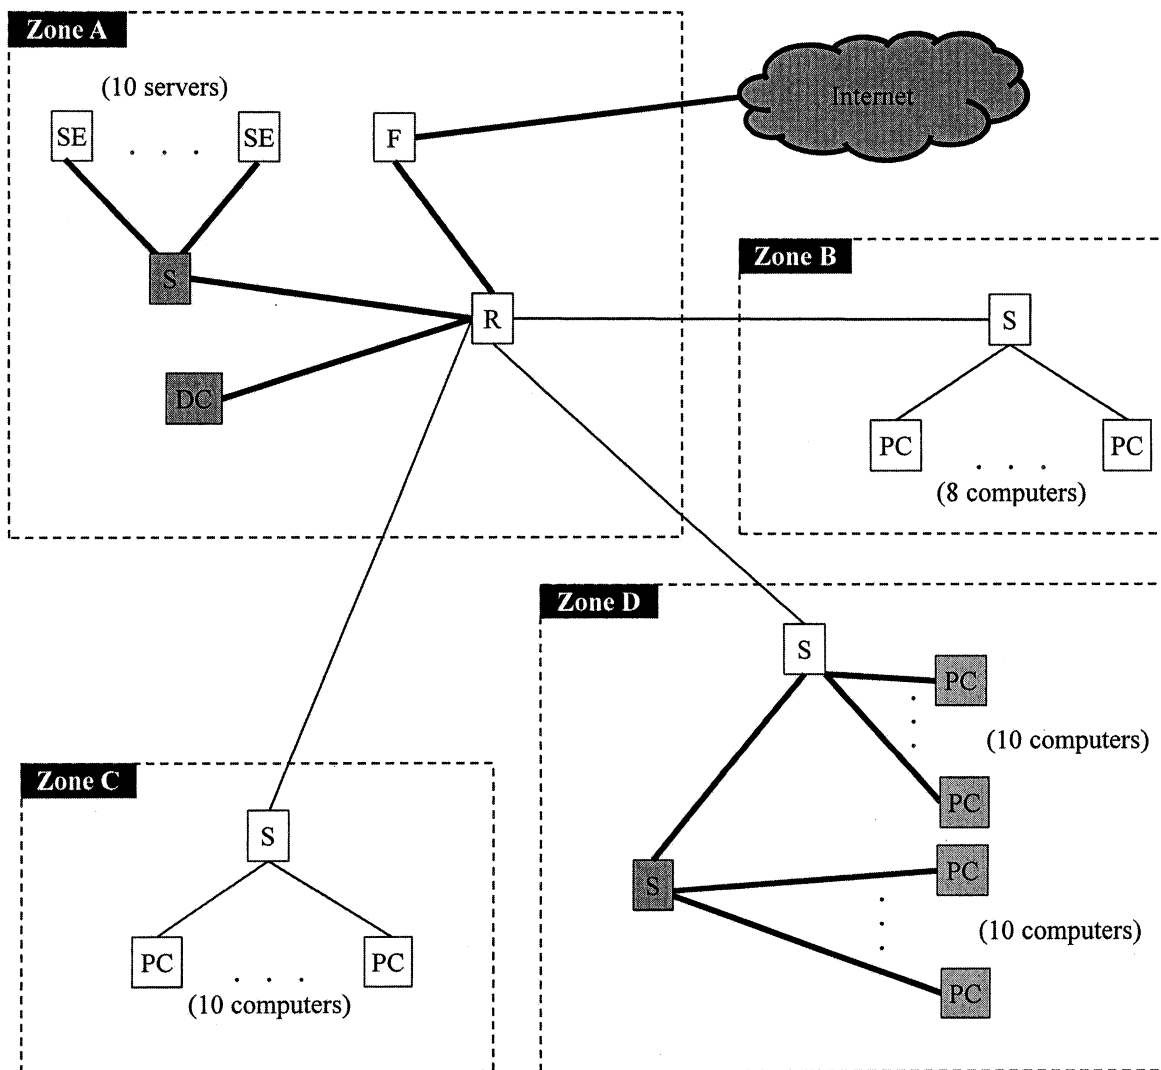 Zone A
(10 servers)
SE . . . SE
F
Internet
S
R
DC
Zone B
S
PC . . . PC
(8 computers)
Zone D
S
PC
(10 computers)
PC
S
PC
(10 computers)
PC
Zone C
S
PC . . . PC
(10 computers)